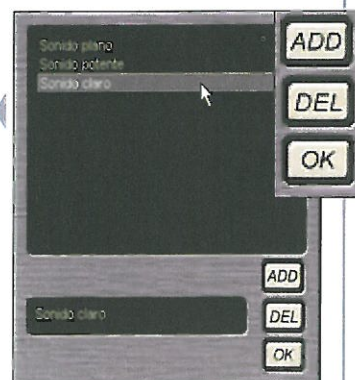 Sonido plano
Sonido potente
Sonido claro
ADD
DEL
OK
ADD
Sonido claro
DEL
OK